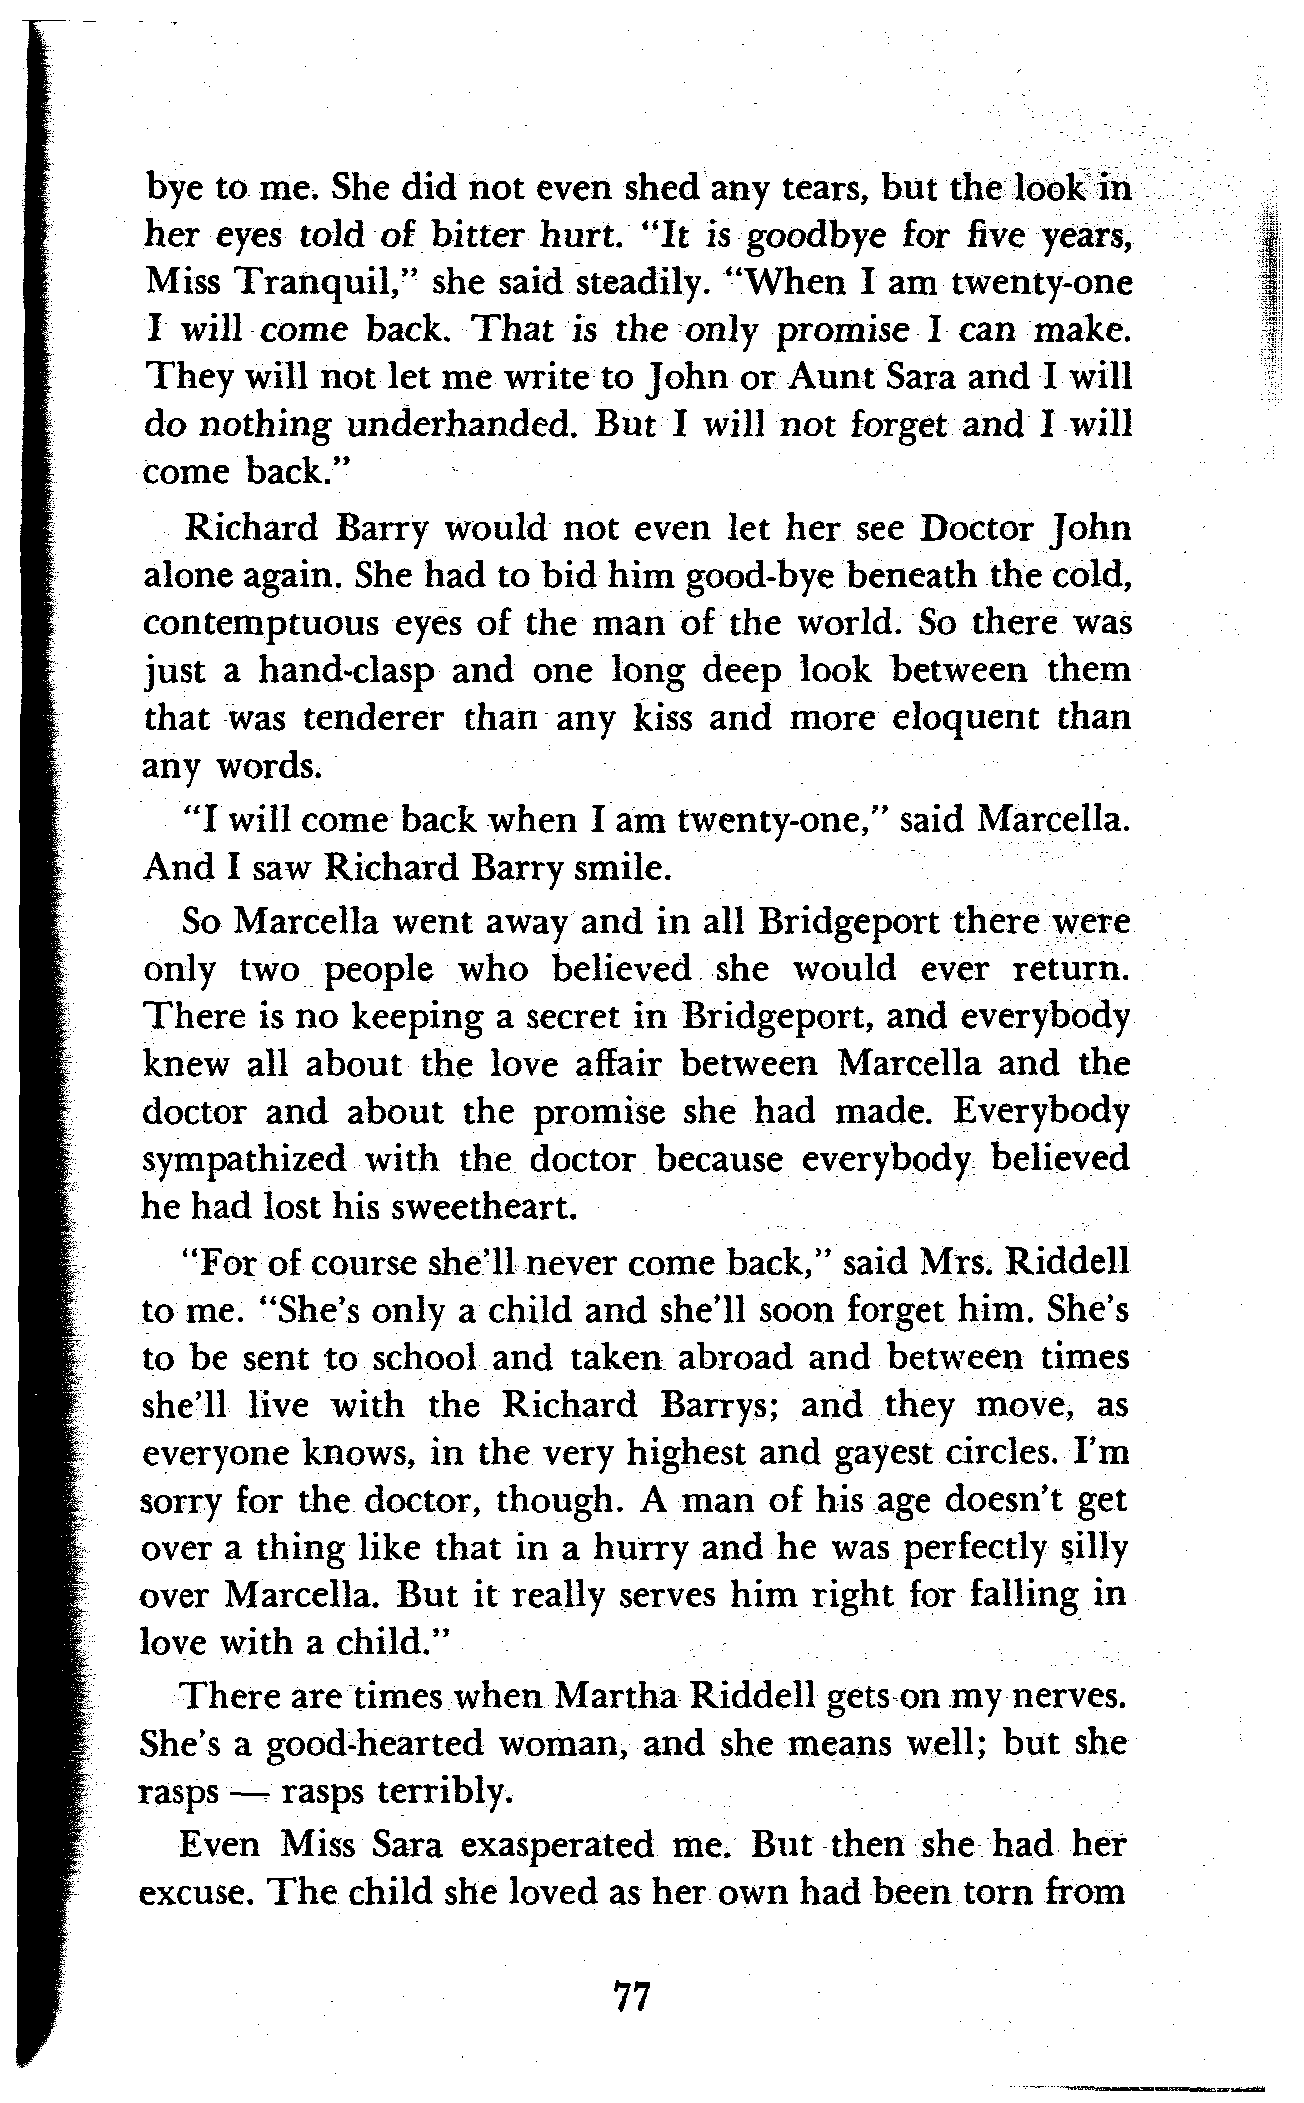 bye to me. She did not even shed any tears, but the look in
her eyes told of bitter hurt. “It is goodbye for five years,
Miss Tranquil,” she said steadily. “When I am twenty-one
I will come back. That is the only promise I can make.
They will not let me write to John or Aunt Sara and I will
do nothing underhanded. But I will not forget and I will
come back.”
Richard Barry would not even let her see Doctor John
alone again. She had to bid him good-bye beneath the cold,
contemptuous eyes of the man of the world. So there was
just a hand-clasp and one long deep look between them
that was tenderer than any kiss and more eloquent than
any words.
“I will come back when I am twenty-one,” said Marcella.
And I saw Richard Barry smile.
So Marcella went away and in all Bridgeport there were
only two people who believed she would ever return.
There is no keeping a secret in Bridgeport, and everybody
knew all about the love affair between Marcella and the
doctor and about the promise she had made. Everybody
sympathized with the doctor because everybody believed
he had lost his sweetheart.
“For of course she’ll never come back,” said Mrs. Riddell
to me. “She’s only a child and she’ll soon forget him. She’s
to be sent to school and taken abroad and between times
she’ll live with the Richard Barrys; and they move, as
everyone knows, in the very highest and gayest circles. I’m
sorry for the doctor, though. A man of his age doesn’t get
over a thing like that in a hurry and he was perfectly silly
over Marcella. But it really serves him right for falling in
love with a child.”
There are times when Martha Riddell gets on my nerves.
She’s a good-hearted woman, and she means well; but she
rasps — rasps terribly.
Even Miss Sara exasperated me. But then she had her
excuse. The child she loved as her own had been torn from
77